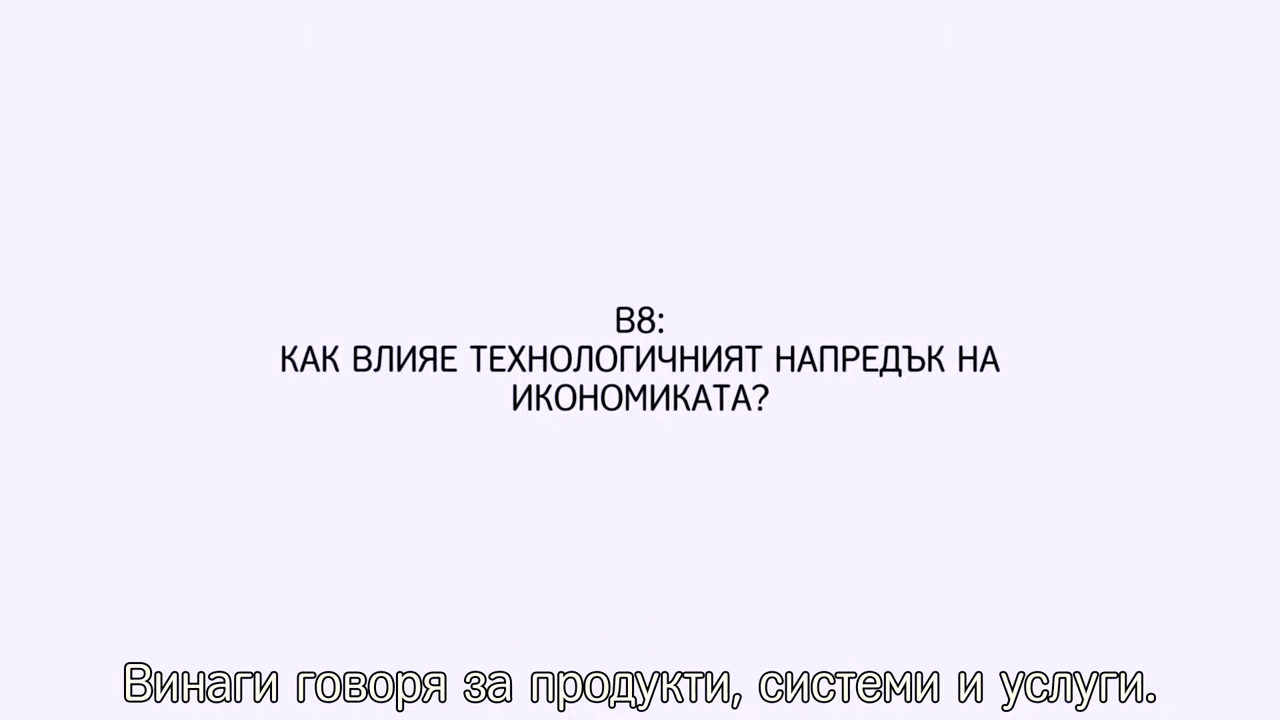 В8:
КАК ВЛИЯЕ ТЕХНОЛОГИЧНИЯТ НАПРЕДЪК НА
ИКОНОМИКАТА?
Винаги говоря за продукти, системи и услуги.